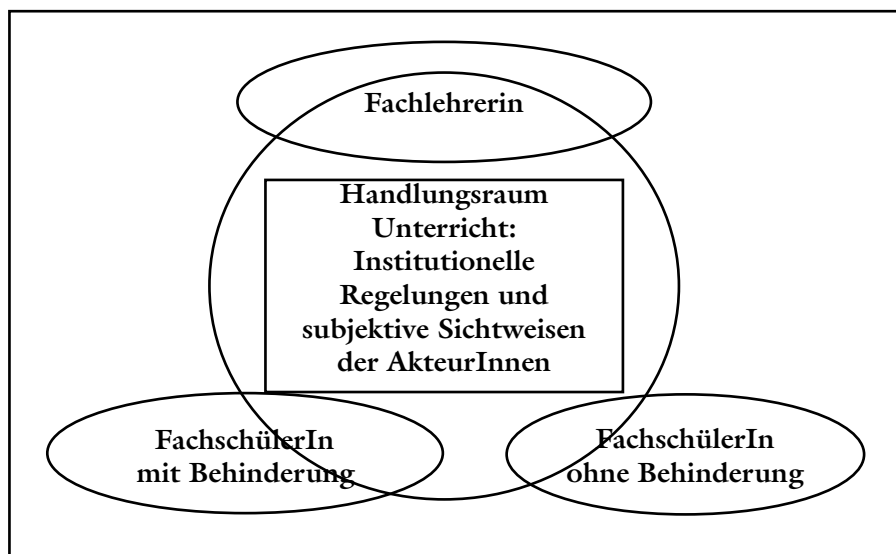 Fachlehrerin
Handlungsraum
Unterricht:
Institutionelle
Regelungen und
subjektive Sichtweisen
der AkteurInnen
FachschülerIn
mit Behinderung
FachschülerIn
ohne Behinderung